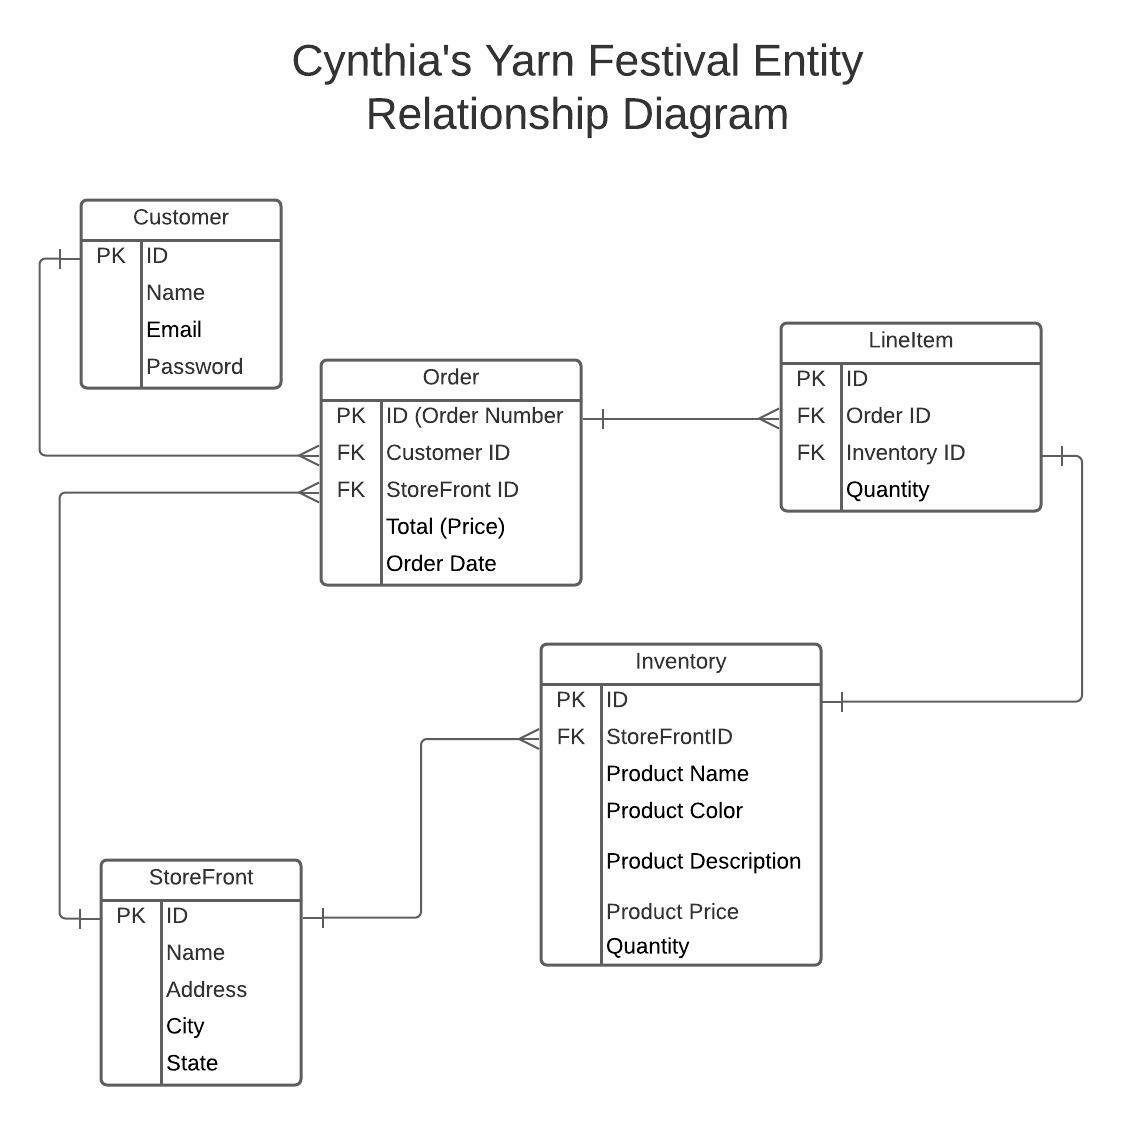 Cynthia's Yarn Festival Entity
Relationship Diagram
Customer
PK ID
Name
Email
Password
Order
PK ID (Order Number
FK Customer ID
FK StoreFront ID
Total (Price)
Order Date
LineItem
PK ID
FK Order ID
FK Inventory ID
Quantity
Inventory
PK ID
FK StoreFrontID
Product Name
Product Color
Product Description
Product Price
Quantity
StoreFront
PK ID
Name
Address
City
State